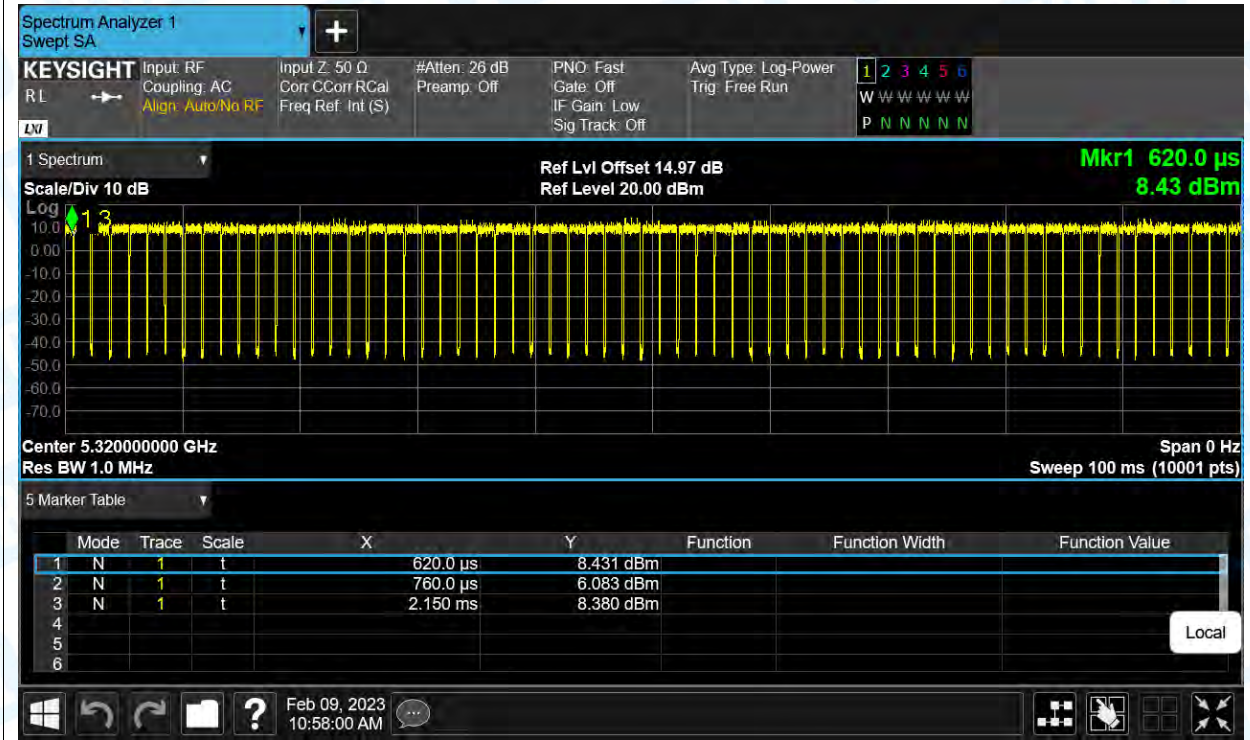 Spectrum Analyzer 1
Swept SA
+
KEYSIGHT Input: RF Input Z: 50 Ω #Atten: 26 dB PNO: Fast Avg Type: Log-Power 1 2 3 4 5 6
R L Coupling: AC Corr CCorr RCal Preamp: Off Gate: Off Trig: Free Run W W W W W W
Align: Auto/No RF Freq Ref: Int (S) IF Gain: Low
LXI Sig Track: Off P N N N N N
1 Spectrum Ref Lvl Offset 14.97 dB Mkr1 620.0 µs
Scale/Div 10 dB Ref Level 20.00 dBm 8.43 dBm
Log
1 3
10.0
0.00
-10.0
-20.0
-30.0
-40.0
-50.0
-60.0
-70.0
Center 5.320000000 GHz Span 0 Hz
Res BW 1.0 MHz Sweep 100 ms (10001 pts)
5 Marker Table
Mode Trace Scale X Y Function Function Width Function Value
1 N 1 t 620.0 µs 8.431 dBm
2 N 1 t 760.0 µs 6.083 dBm
3 N 1 t 2.150 ms 8.380 dBm
4
5
6
Local
? Feb 09, 2023
10:58:00 AM